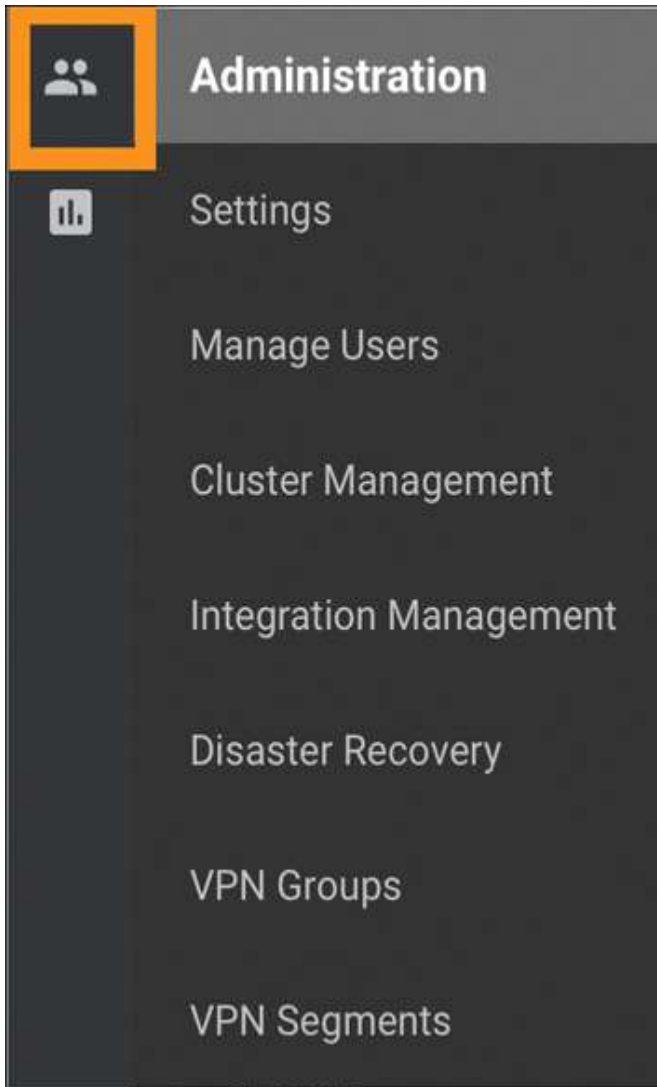 Administration
Settings
Manage Users
Cluster Management
Integration Management
Disaster Recovery
VPN Groups
VPN Segments